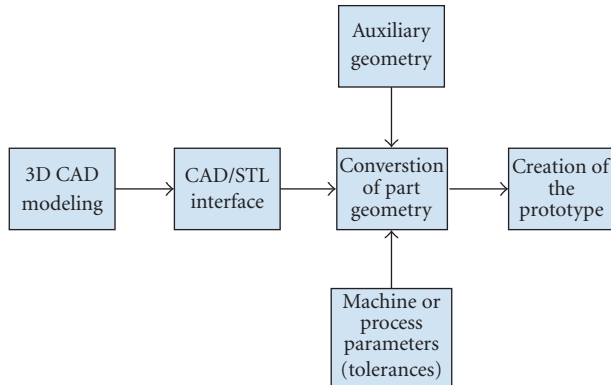 Auxiliary
geometry
3D CAD
modeling
CAD/STL
interface
Converstion
of part
geometry
Creation of
the
prototype
Machine or
process
parameters
(tolerances)